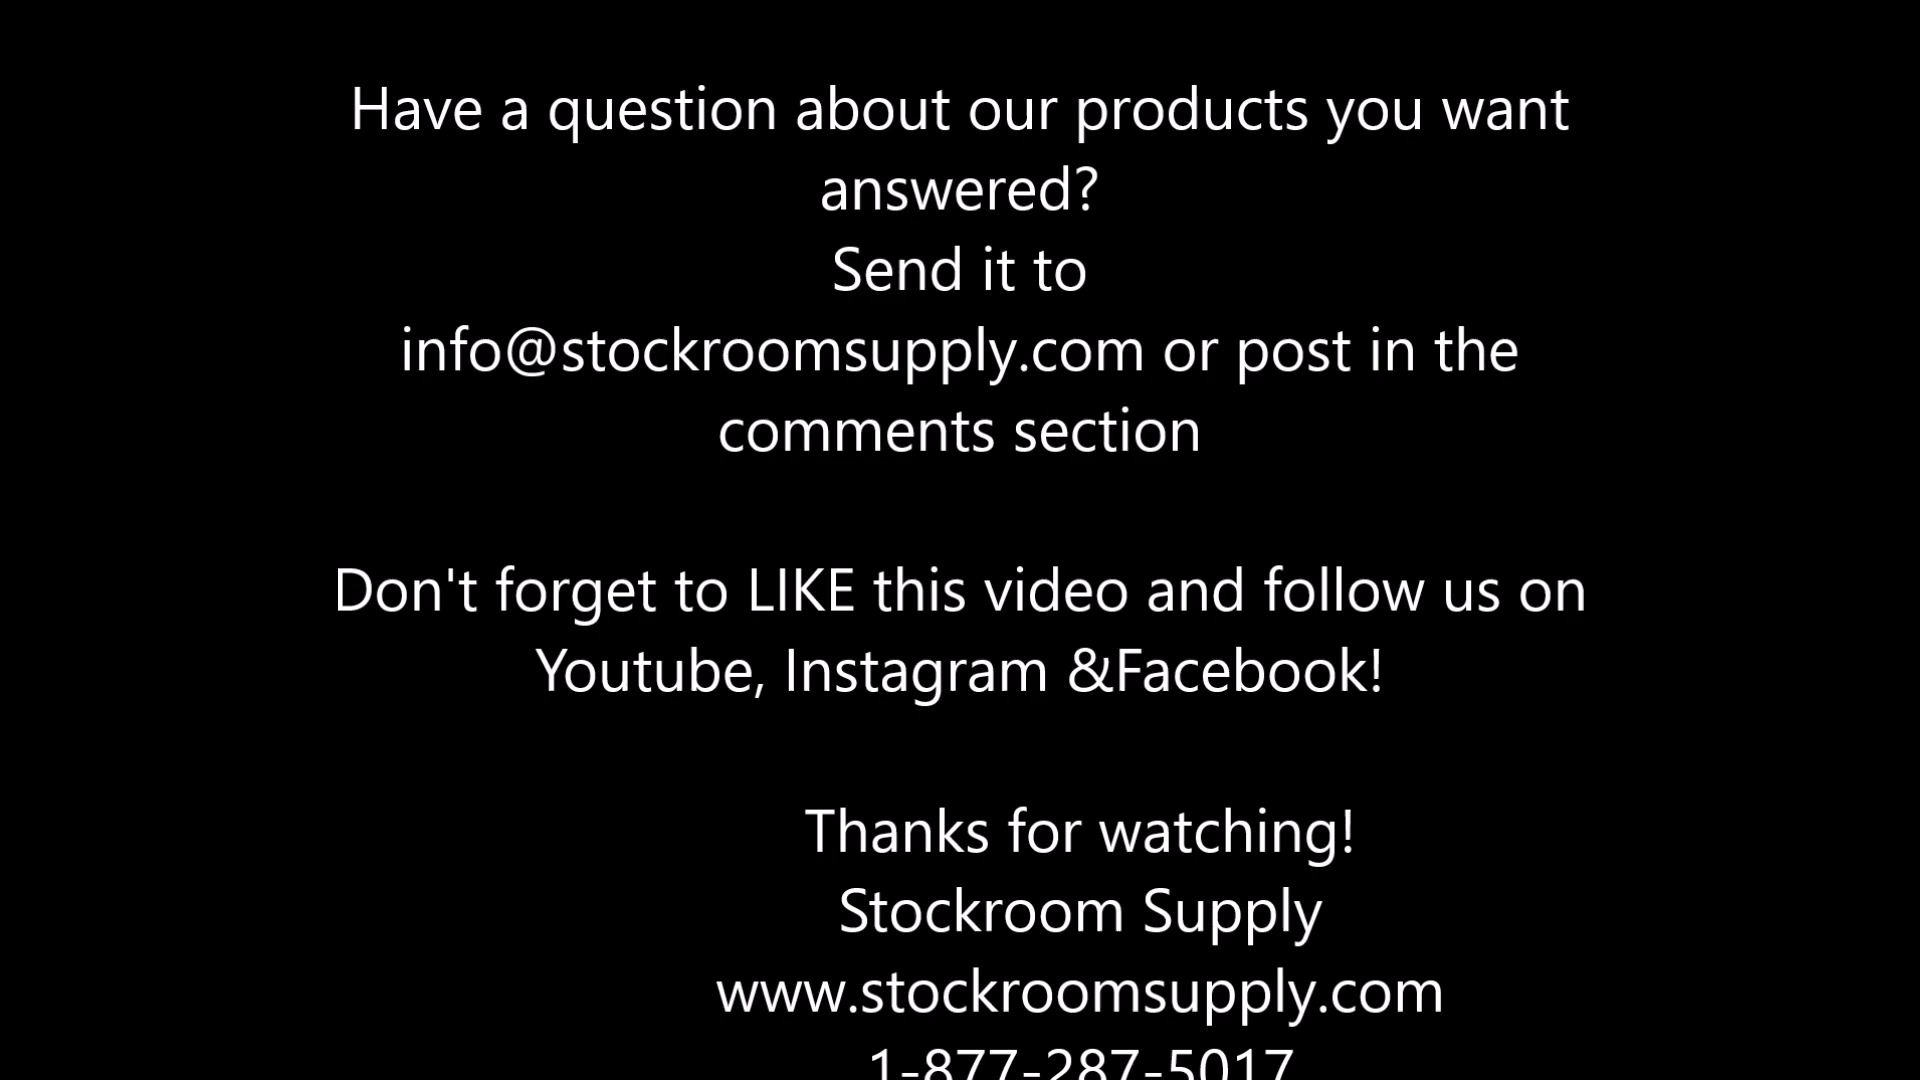 Have a question about our products you want
answered?
Send it to
info@stockroomsupply.com or post in the
comments section
Don't forget to LIKE this video and follow us on
Youtube, Instagram &Facebook!
Thanks for watching!
Stockroom Supply
www.stockroomsupply.com
1-877-287-5017